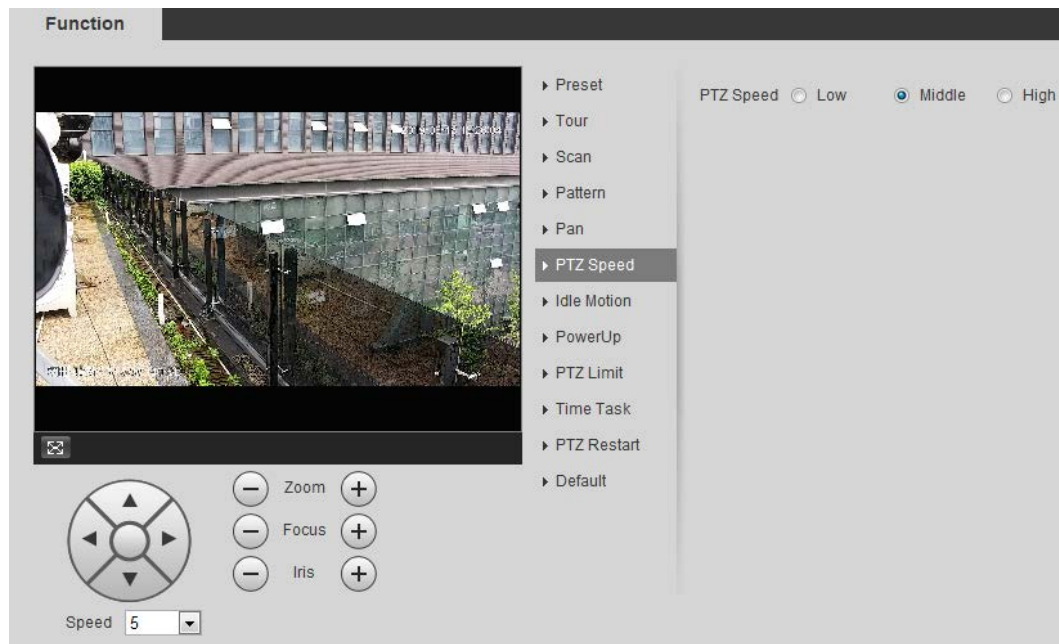 Function
Preset
Tour
Scan
Pattern
Pan
PTZ Speed
Idle Motion
PowerUp
PTZ Limit
Time Task
PTZ Restart
Default
PTZ Speed Low Middle High
Zoom
Focus
Iris
Speed 5